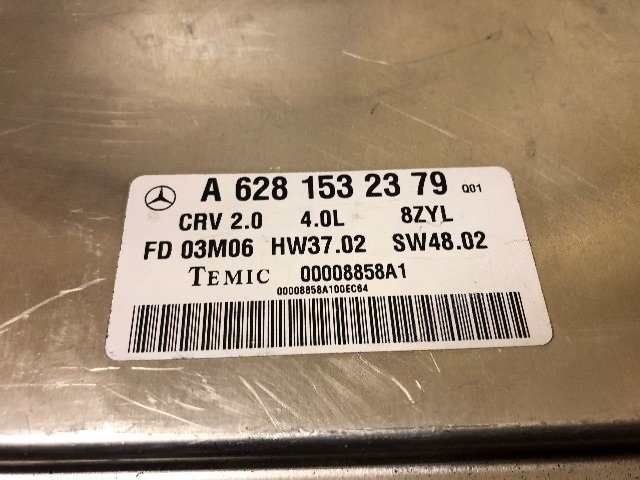 A 628 153 23 79 Q01
CRV 2.0 4.0L 8ZYL
FD 03M06 HW37.02 SW48.02
TEMIC 00008858A1
00008858A100EC64